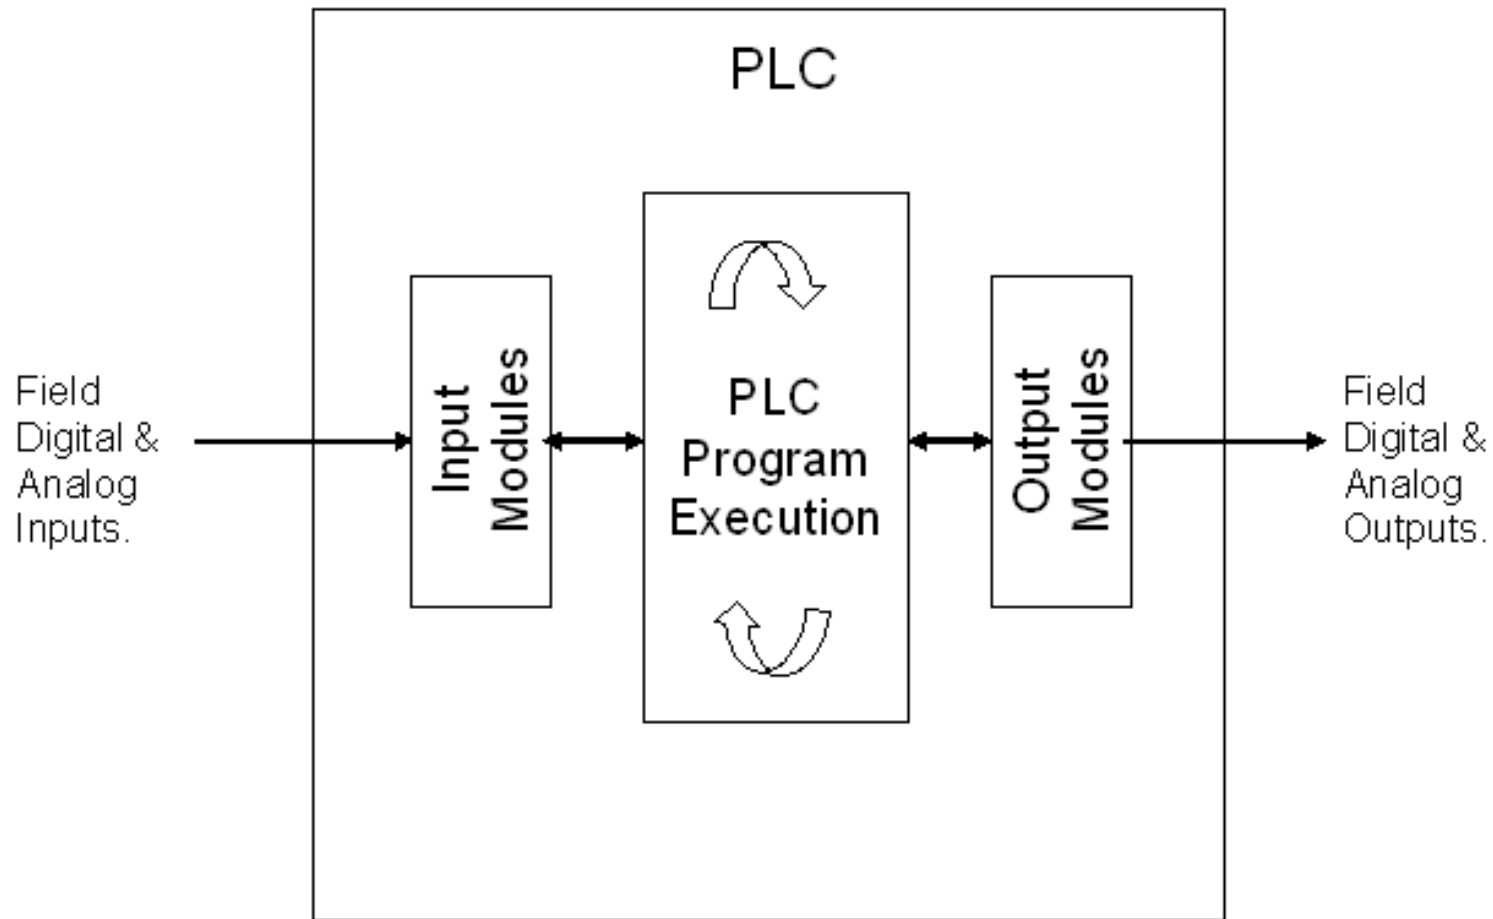 PLC
Field
Digital &
Analog
Inputs.
Input
Modules
PLC
Program
Execution
Output
Modules
Field
Digital &
Analog
Outputs.